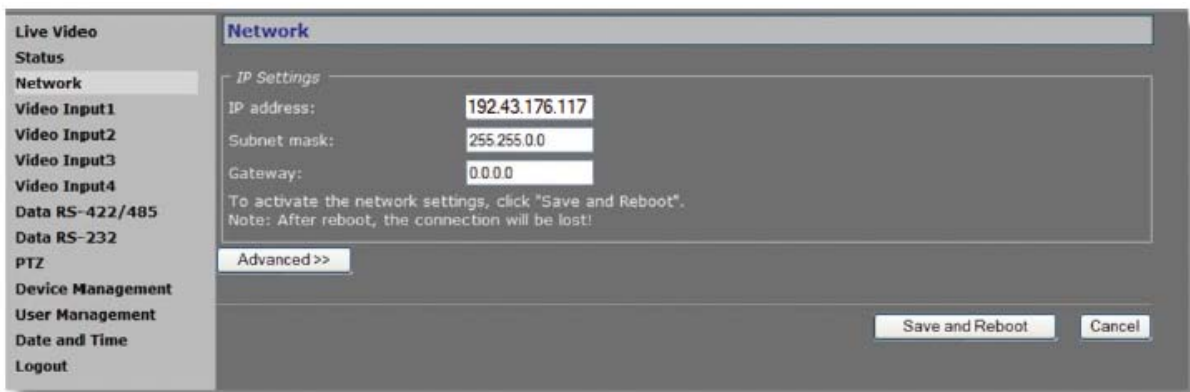 Live Video
Status
Network
Video Input1
Video Input2
Video Input3
Video Input4
Data RS-422/485
Data RS-232
PTZ
Device Management
User Management
Date and Time
Logout
Network
IP Settings
IP address: 192.43.176.117
Subnet mask: 255.255.0.0
Gateway: 0.0.0.0
To activate the network settings, click "Save and Reboot".
Note: After reboot, the connection will be lost!
Advanced >>
Save and Reboot Cancel